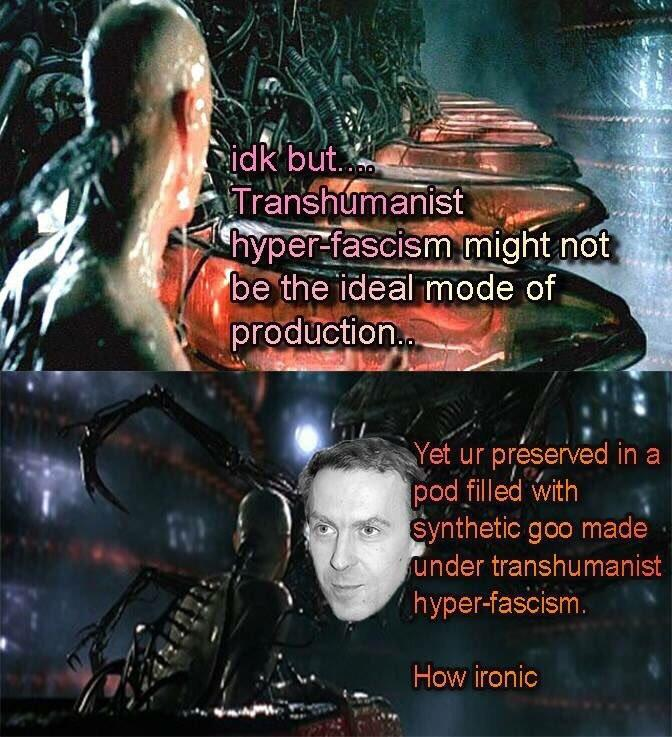 idk but....
Transhumanist
hyper-fascism might not
be the ideal mode of
production..
Yet ur preserved in a
pod filled with
synthetic goo made
under transhumanist
hyper-fascism.
How ironic